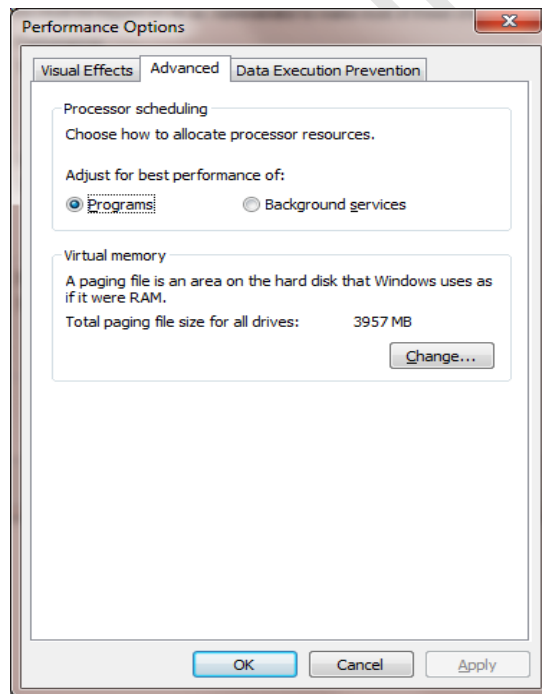 Performance Options
Visual Effects Advanced Data Execution Prevention
Processor scheduling
Choose how to allocate processor resources.
Adjust for best performance of:
Programs Background services
Virtual memory
A paging file is an area on the hard disk that Windows uses as
if it were RAM.
Total paging file size for all drives: 3957 MB
Change...
OK Cancel Apply